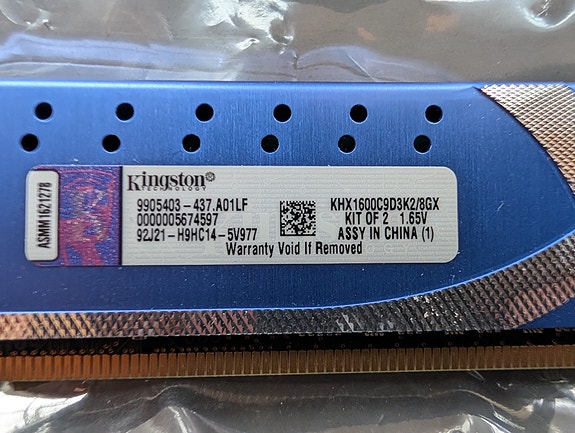 ASMM1621278
Kingston®
TECHNOLOGY
9905403-437.A01LF
0000005674597
92J21-H9HC14-5V977
KHX1600C9D3K2/8GX
KIT OF 2 1.65V
ASSY IN CHINA (1)
Warranty Void If Removed